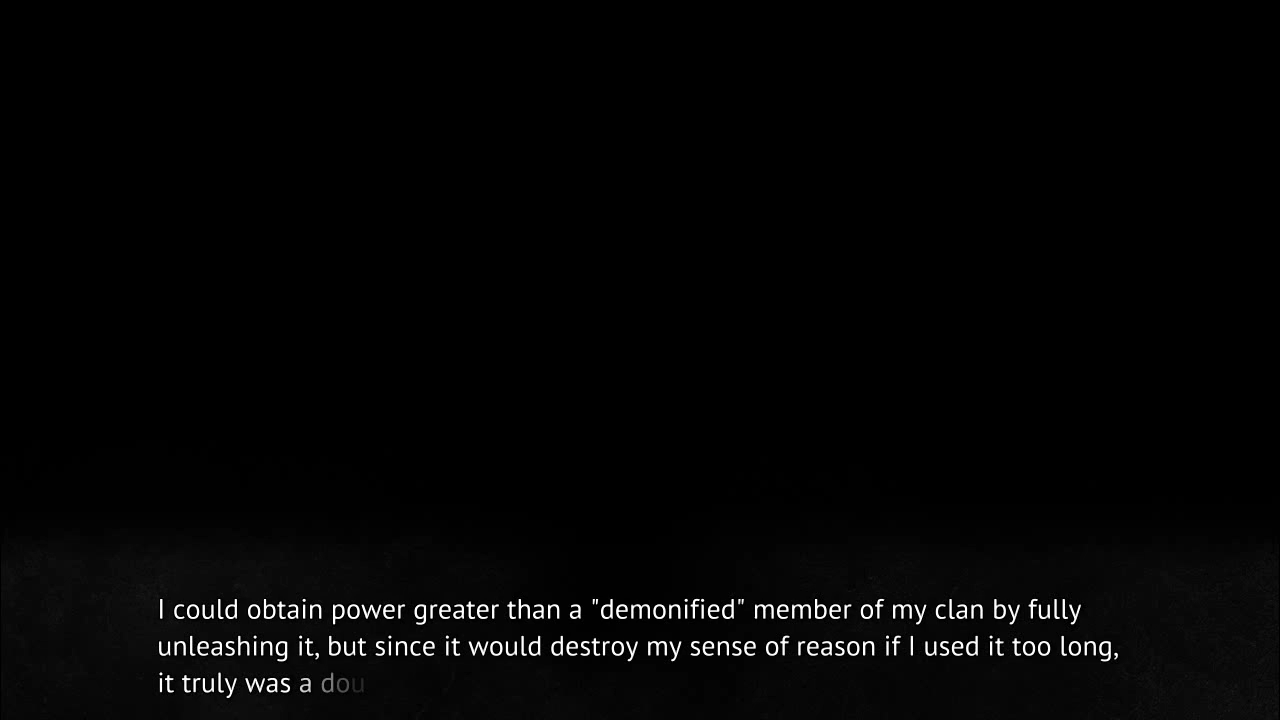 I could obtain power greater than a "demonified" member of my clan by fully
unleashing it, but since it would destroy my sense of reason if I used it too long,
it truly was a dou